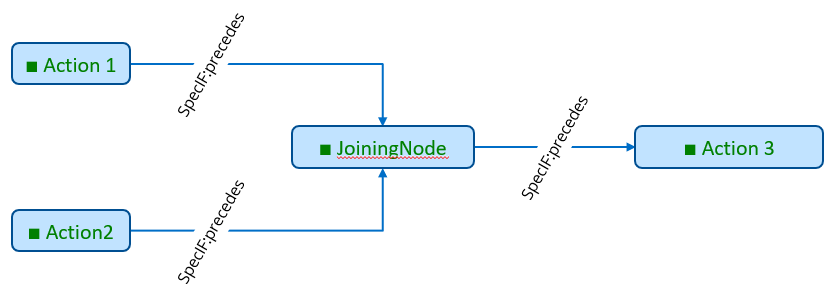 ■ Action 1
SpecIF:precedes
■ JoiningNode
SpecIF:precedes
■ Action 3
■ Action2
SpecIF:precedes